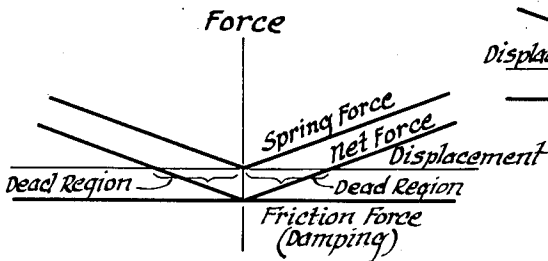 Force
Spring Force
Net Force
Displacement
Dead Region
Dead Region
Friction Force
(Damping)